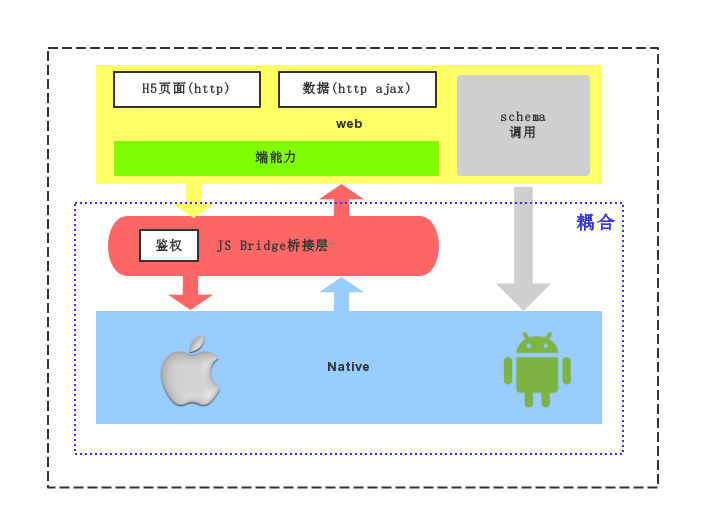 H5页面(http)
数据(http ajax)
schema
调用
web
端能力
耦合
鉴权
JS Bridge桥接层
Native